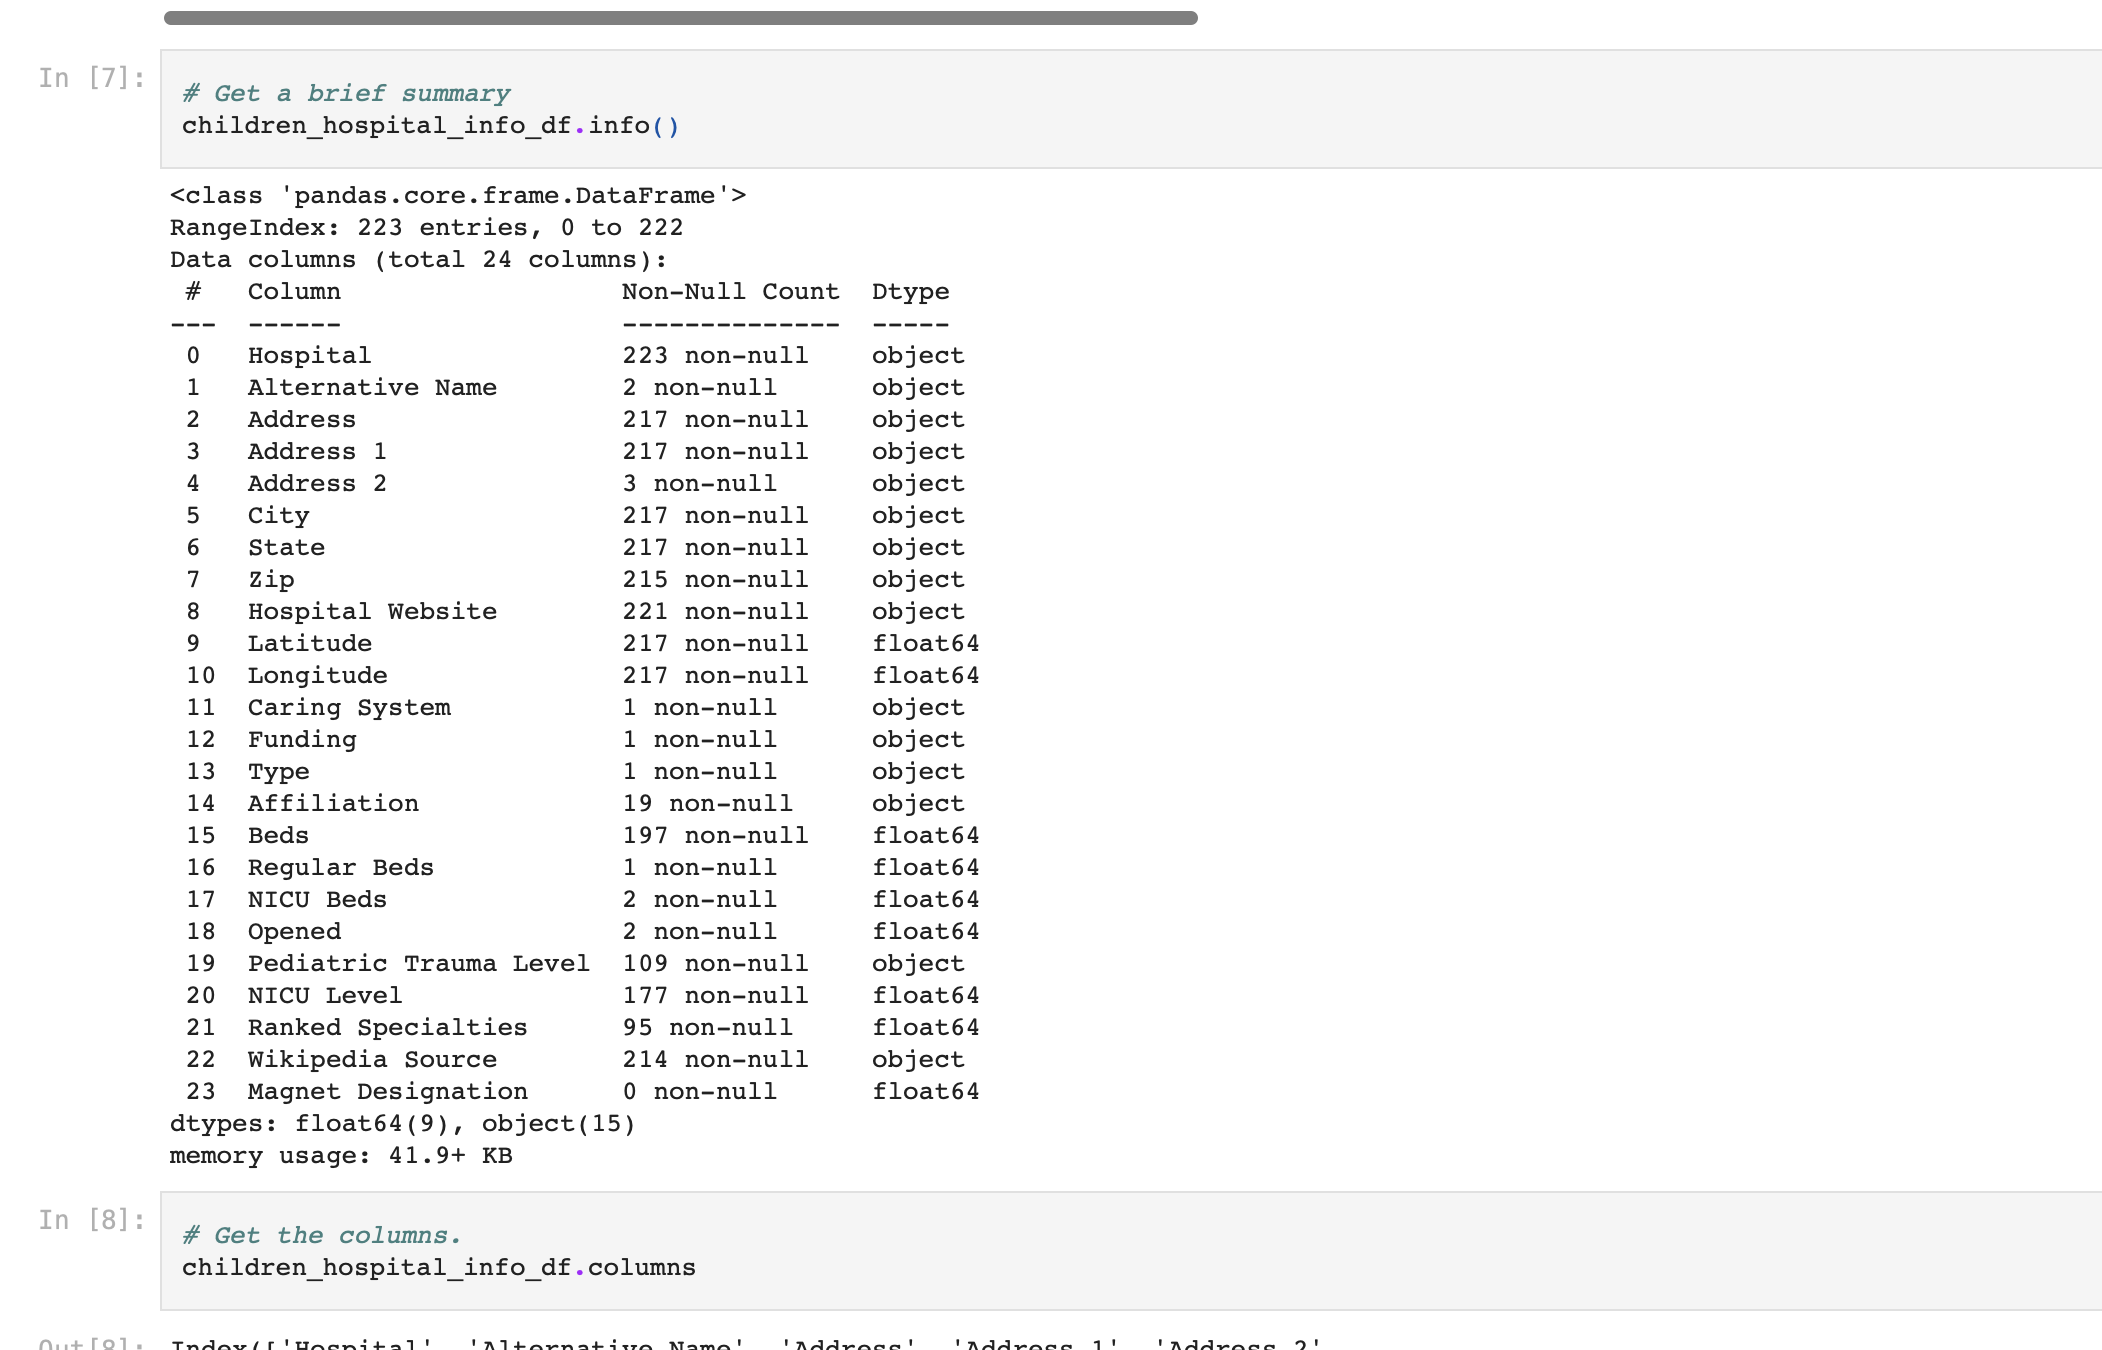 In [7]:
# Get a brief summary
children_hospital_info_df.info()
<class 'pandas.core.frame.DataFrame'>
RangeIndex: 223 entries, 0 to 222
Data columns (total 24 columns):
 #   Column                  Non-Null Count  Dtype
---  ------                  --------------  -----
 0   Hospital                223 non-null    object
 1   Alternative Name        2 non-null      object
 2   Address                 217 non-null    object
 3   Address 1               217 non-null    object
 4   Address 2               3 non-null      object
 5   City                    217 non-null    object
 6   State                   217 non-null    object
 7   Zip                     215 non-null    object
 8   Hospital Website        221 non-null    object
 9   Latitude                217 non-null    float64
 10  Longitude               217 non-null    float64
 11  Caring System           1 non-null      object
 12  Funding                 1 non-null      object
 13  Type                    1 non-null      object
 14  Affiliation             19 non-null     object
 15  Beds                    197 non-null    float64
 16  Regular Beds            1 non-null      float64
 17  NICU Beds               2 non-null      float64
 18  Opened                  2 non-null      float64
 19  Pediatric Trauma Level  109 non-null    object
 20  NICU Level              177 non-null    float64
 21  Ranked Specialties      95 non-null     float64
 22  Wikipedia Source        214 non-null    object
 23  Magnet Designation      0 non-null      float64
dtypes: float64(9), object(15)
memory usage: 41.9+ KB
In [8]:
# Get the columns.
children_hospital_info_df.columns
Out[8]: Index(['Hospital', 'Alternative Name', 'Address', 'Address 1', 'Address 2',